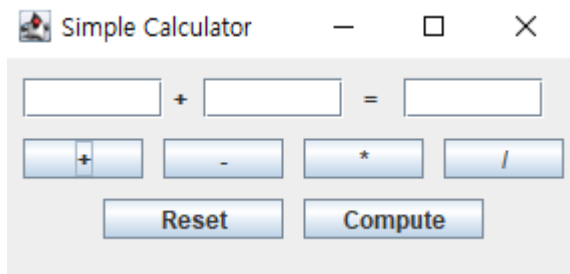 Simple Calculator
+ =
+ - * /
Reset Compute